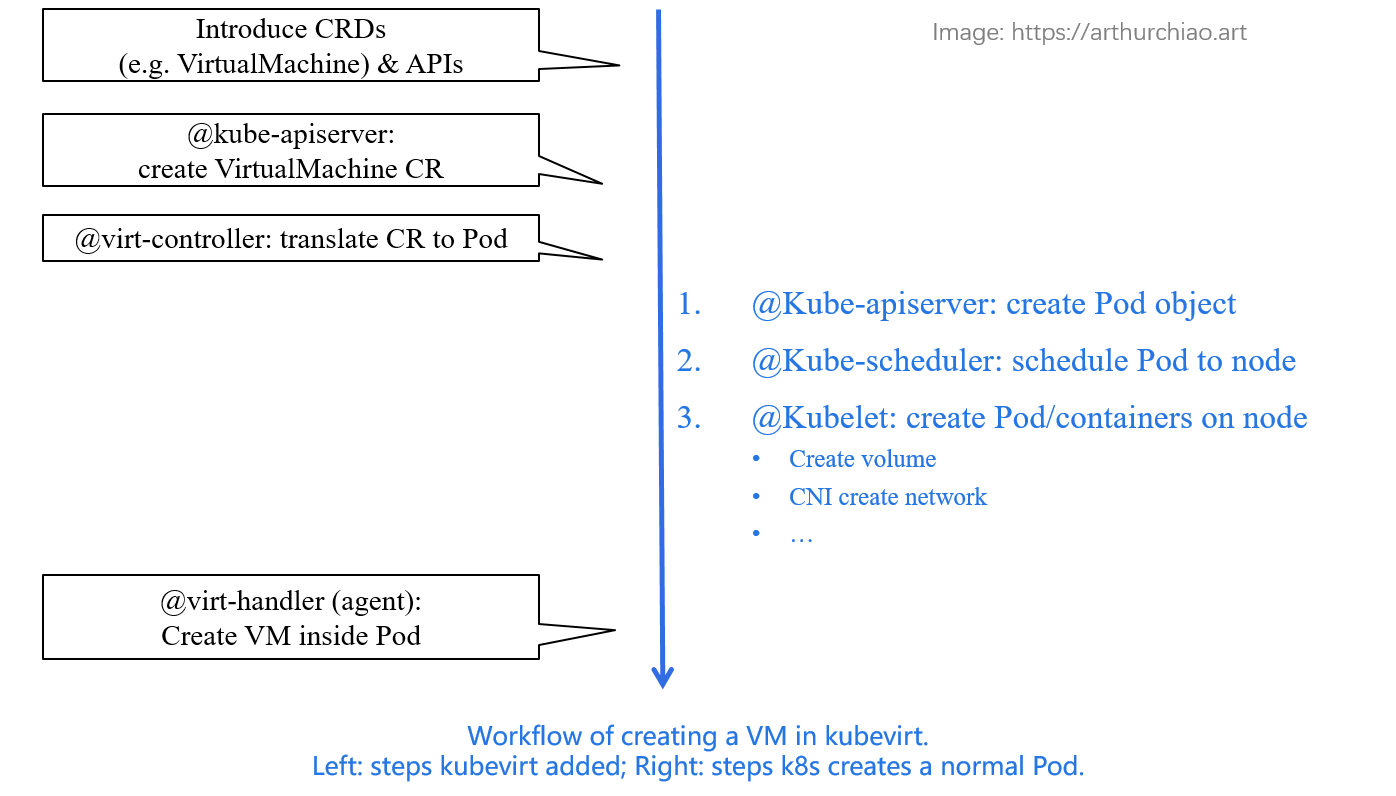 Introduce CRDs
(e.g. VirtualMachine) & APIs
Image: https://arthurchiao.art
@kube-apiserver:
create VirtualMachine CR
@virt-controller: translate CR to Pod
1. @Kube-apiserver: create Pod object
2. @Kube-scheduler: schedule Pod to node
3. @Kubelet: create Pod/containers on node
• Create volume
• CNI create network
• …
@virt-handler (agent):
Create VM inside Pod
Workflow of creating a VM in kubevirt.
Left: steps kubevirt added; Right: steps k8s creates a normal Pod.